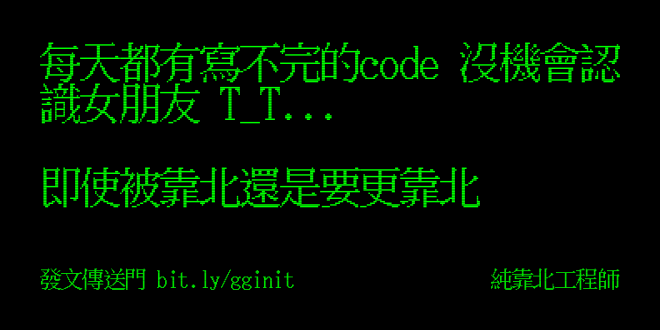 每天都有寫不完的code 沒機會認
識女朋友 T_T...
即使被靠北還是要更靠北
發文傳送門 bit.ly/gginit
純靠北工程師